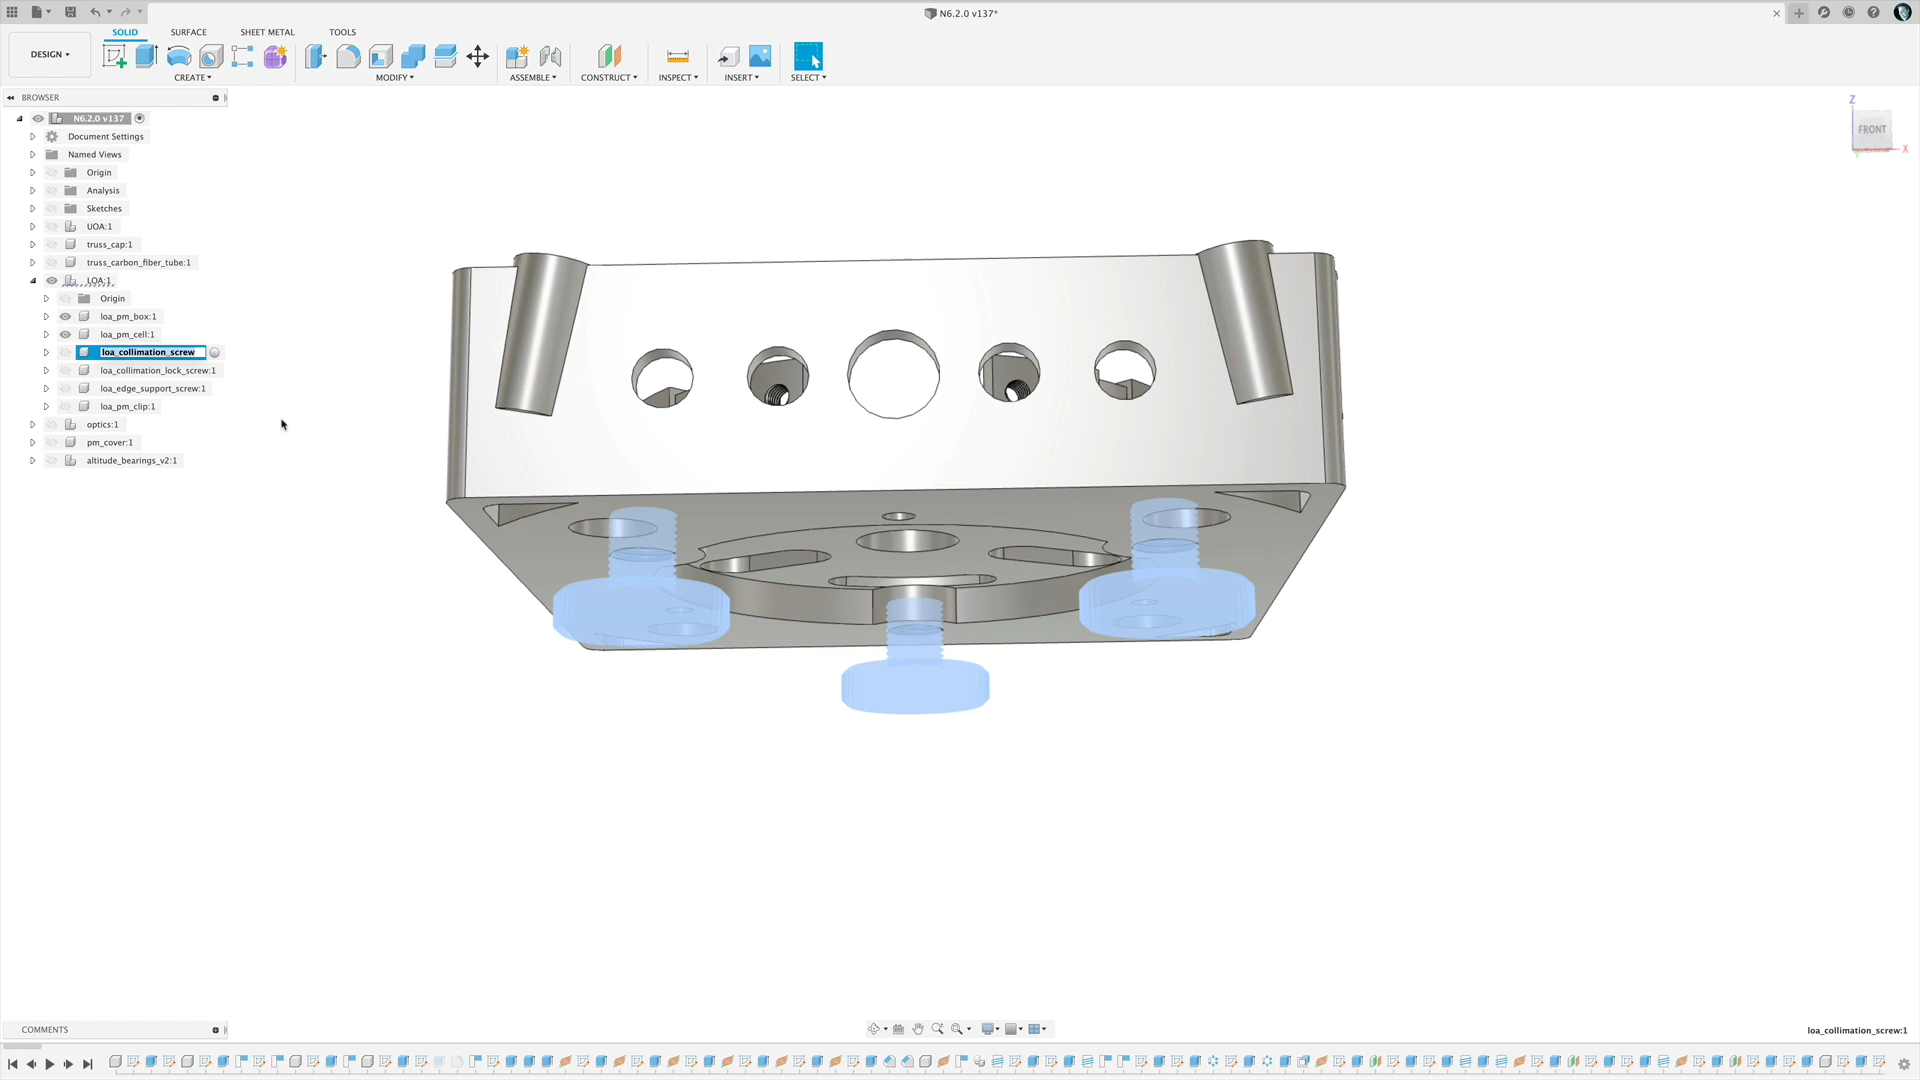 N6.2.0 v137*
DESIGN
SOLID SURFACE SHEET METAL TOOLS
CREATE MODIFY ASSEMBLE CONSTRUCT INSPECT INSERT SELECT
BROWSER
N6.2.0 v137
Document Settings
Named Views
Origin
Analysis
Sketches
UOA:1
truss_cap:1
truss_carbon_fiber_tube:1
LOA:1
Origin
loa_pm_box:1
loa_pm_cell:1
loa_collimation_screw
loa_collimation_lock_screw:1
loa_edge_support_screw:1
loa_pm_clip:1
optics:1
pm_cover:1
altitude_bearings_v2:1
Z
FRONT
X
Y
COMMENTS
loa_collimation_screw:1